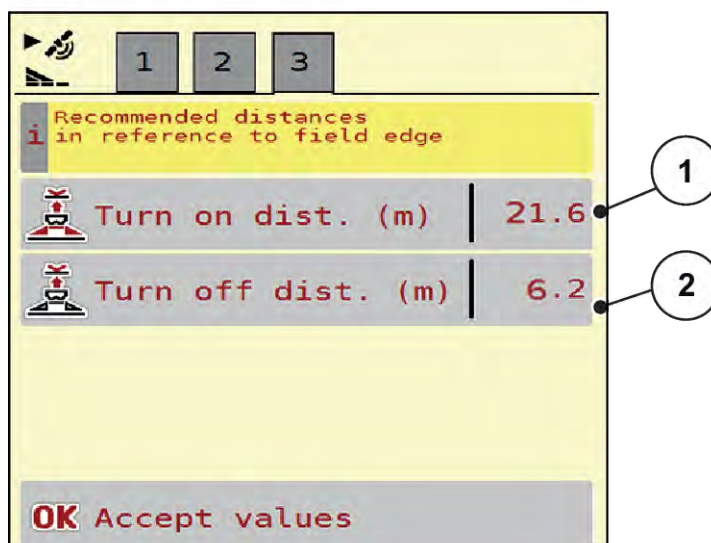 1 2 3
i Recommended distances
in reference to field edge
Turn on dist. (m) 21.6
1
Turn off dist. (m) 6.2
2
OK Accept values